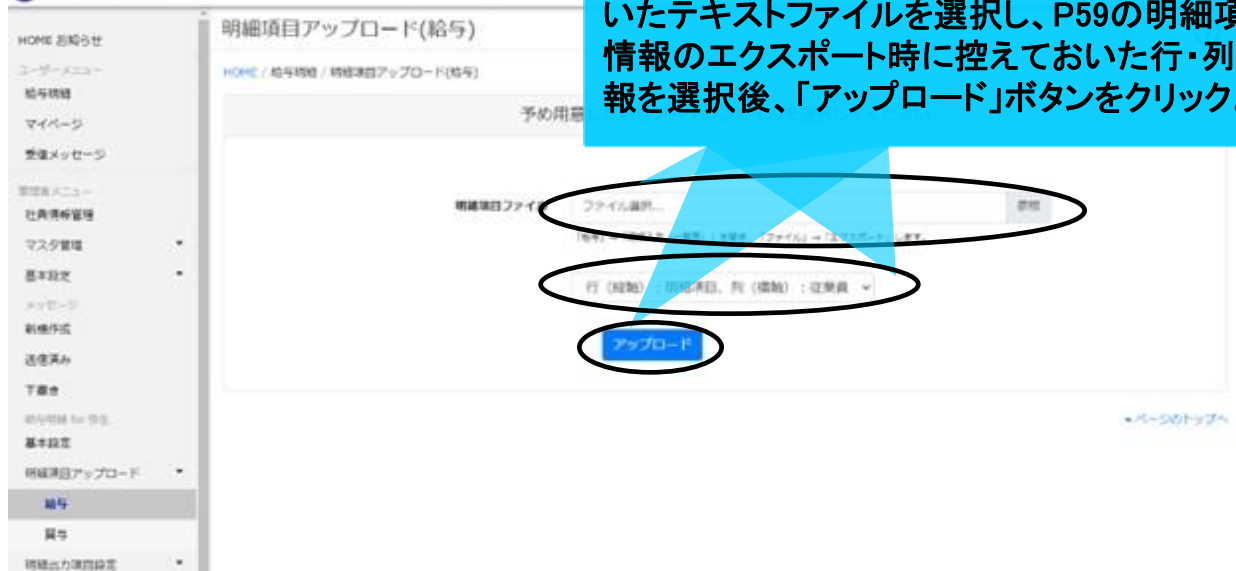 いたテキストファイルを選択し、P59の明細項
情報のエクスポート時に控えておいた行・列
報を選択後、「アップロード」ボタンをクリック。
HOME お知らせ
ユーザーメニュー
給与明細
マイページ
受信メッセージ
管理者メニュー
社員情報管理
マスタ管理
基本設定
メッセージ
新規作成
送信済み
下書き
基本設定
明細項目アップロード
給与
賞与
明細出力項目設定
明細項目アップロード(給与)
HOME / 給与明細 / 明細項目アップロード(給与)
予め用意
明細項目ファイル
ファイル選択...
参照
行（縦軸）：明細項目、列（横軸）：従業員
アップロード
ページのトップへ